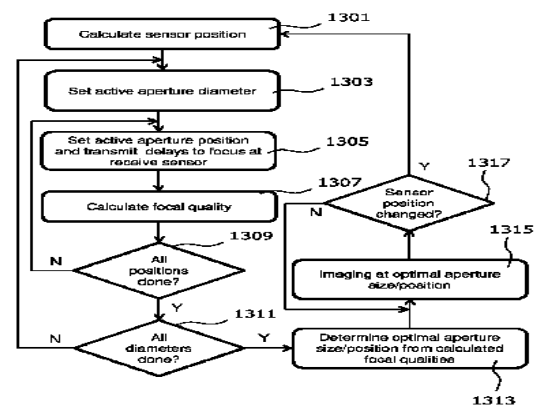 1301
Calculate sensor position
Set active aperture diameter
1303
Set active aperture position
and transmit delays to focus at
receive sensor
1305
1307
Calculate focal quality
1309
All
positions
done?
N
Y
1311
All
diameters
done?
N
Y
Determine optimal aperture
size/position from calculated
focal qualities
1313
Imaging at optimal aperture
size/position
1315
Sensor
position
changed?
1317
Y
N